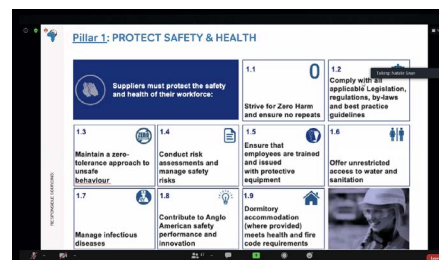 Pillar 1: PROTECT SAFETY & HEALTH
Suppliers must protect the safety
and health of their workforce:
1.1
0
Strive for Zero Harm
and ensure no repeats
1.2
Comply with all
applicable Legislation,
regulations, by-laws
and best practice
guidelines
1.3
ZERO
Maintain a zero-
tolerance approach to
unsafe
behaviour
1.4
Conduct risk
assessments and
manage safety
risks
1.5
Ensure that
employees are trained
and issued
with protective
equipment
1.6
Offer unrestricted
access to water and
sanitation
1.7
Manage infectious
diseases
1.8
Contribute to Anglo
American safety
performance and
innovation
1.9
Dormitory
accommodation
(where provided)
meets health and fire
code requirements
RESPONSIBLE SOURCING